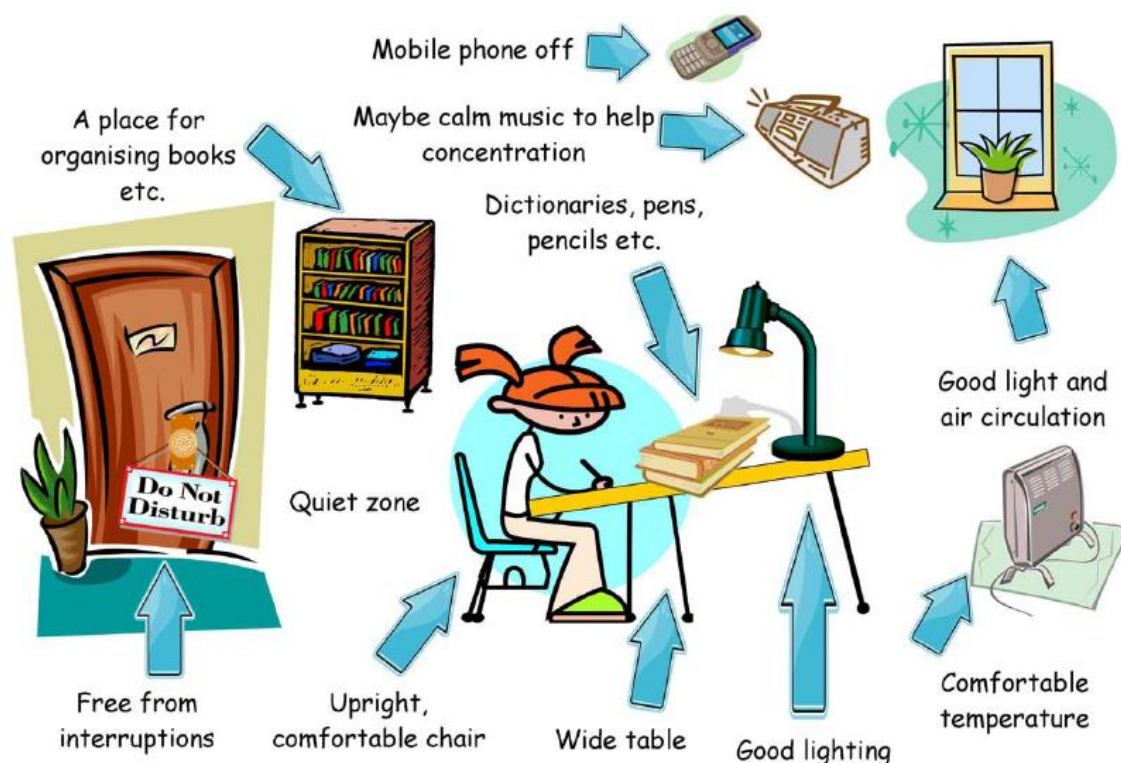 Mobile phone off
Maybe calm music to help
concentration
A place for
organising books
etc.
Dictionaries, pens,
pencils etc.
Good light and
air circulation
Do Not
Disturb
Quiet zone
Free from
interruptions
Upright,
comfortable chair
Wide table
Good lighting
Comfortable
temperature